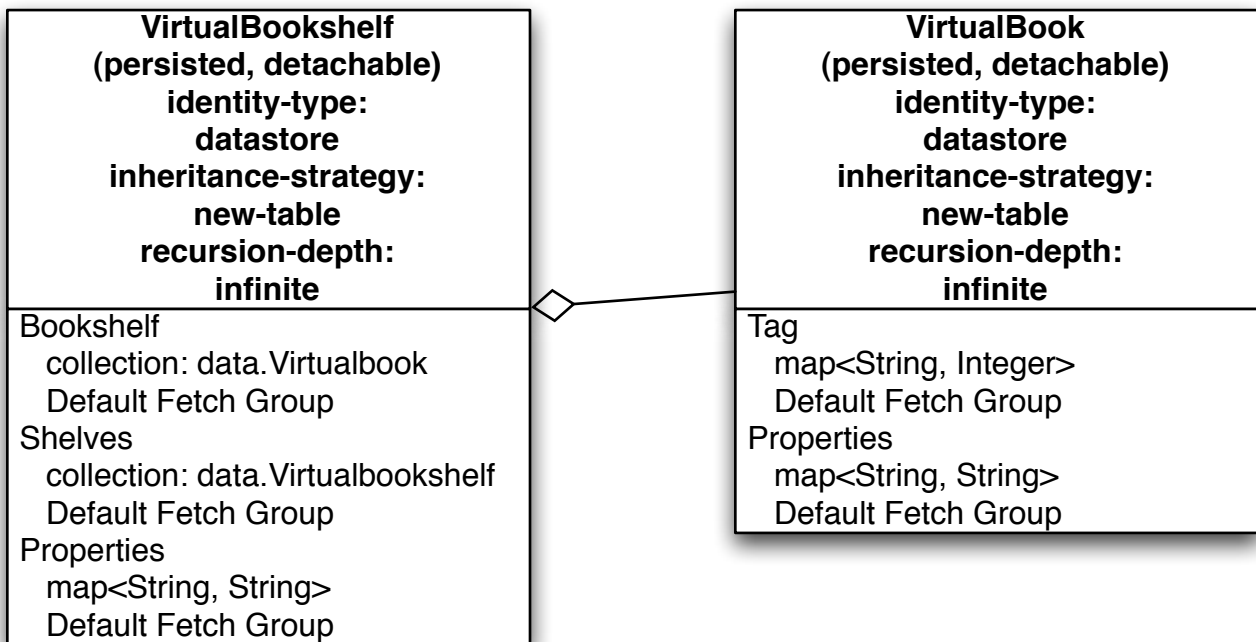 VirtualBookshelf
(persisted, detachable)
identity-type:
datastore
inheritance-strategy:
new-table
recursion-depth:
infinite
Bookshelf
collection: data.Virtualbook
Default Fetch Group
Shelves
collection: data.Virtualbookshelf
Default Fetch Group
Properties
map<String, String>
Default Fetch Group
VirtualBook
(persisted, detachable)
identity-type:
datastore
inheritance-strategy:
new-table
recursion-depth:
infinite
Tag
map<String, Integer>
Default Fetch Group
Properties
map<String, String>
Default Fetch Group